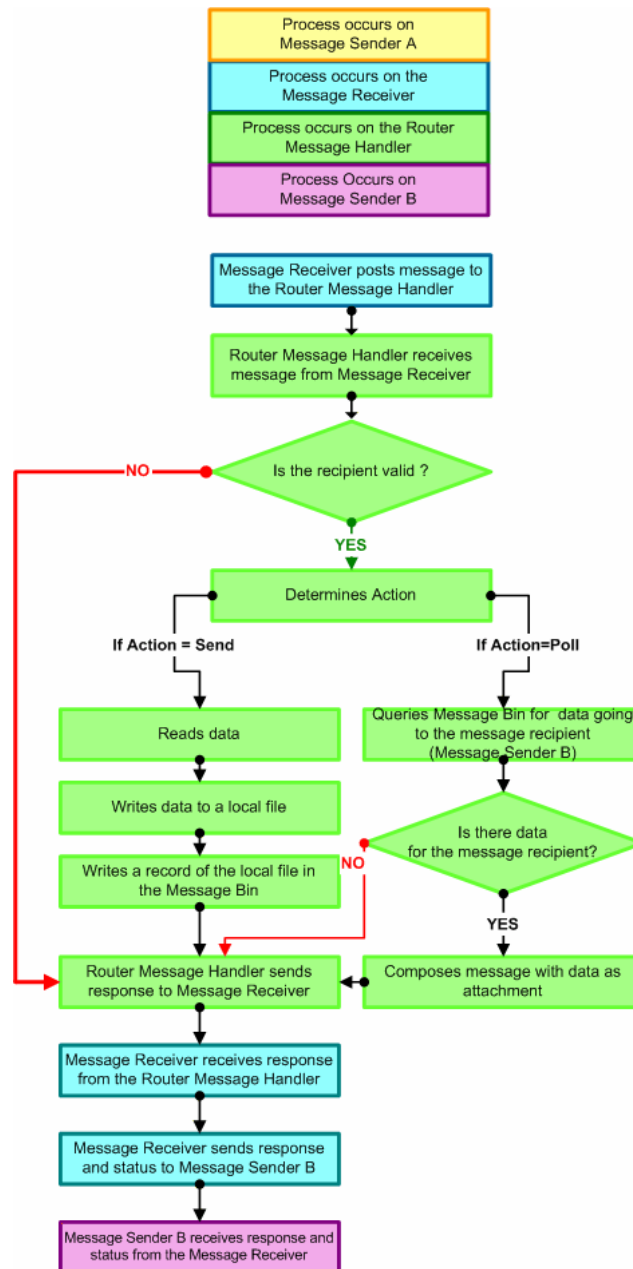 Process occurs on
Message Sender A
Process occurs on the
Message Receiver
Process occurs on the Router
Message Handler
Process Occurs on
Message Sender B
Message Receiver posts message to
the Router Message Handler
Router Message Handler receives
message from Message Receiver
Is the recipient valid ?
NO
YES
Determines Action
If Action = Send
If Action=Poll
Reads data
Queries Message Bin for data going
to the message recipient
(Message Sender B)
Writes data to a local file
Is there data
for the message recipient?
NO
Writes a record of the local file in
the Message Bin
YES
Router Message Handler sends
response to Message Receiver
Composes message with data as
attachment
Message Receiver receives response
from the Router Message Handler
Message Receiver sends response
and status to Message Sender B
Message Sender B receives response and
status from the Message Receiver